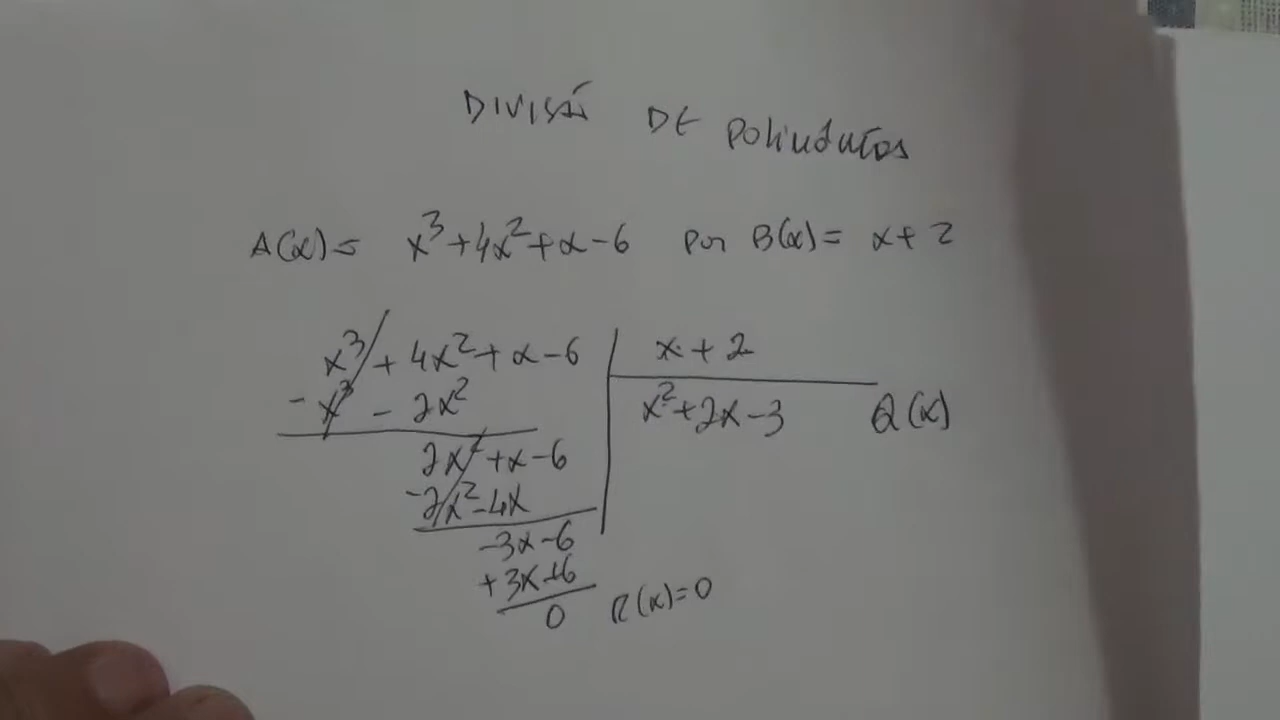 DIVISÃO DE POLINÔMIOS
A(x)= x³+4x²+x-6 por B(x)= x+2
x³+4x²+x-6 x+2
-x³-2x² x²+2x-3 Q(x)
2x²+x-6
-2x²-4x
-3x-6
+3x+6
0 R(x)=0